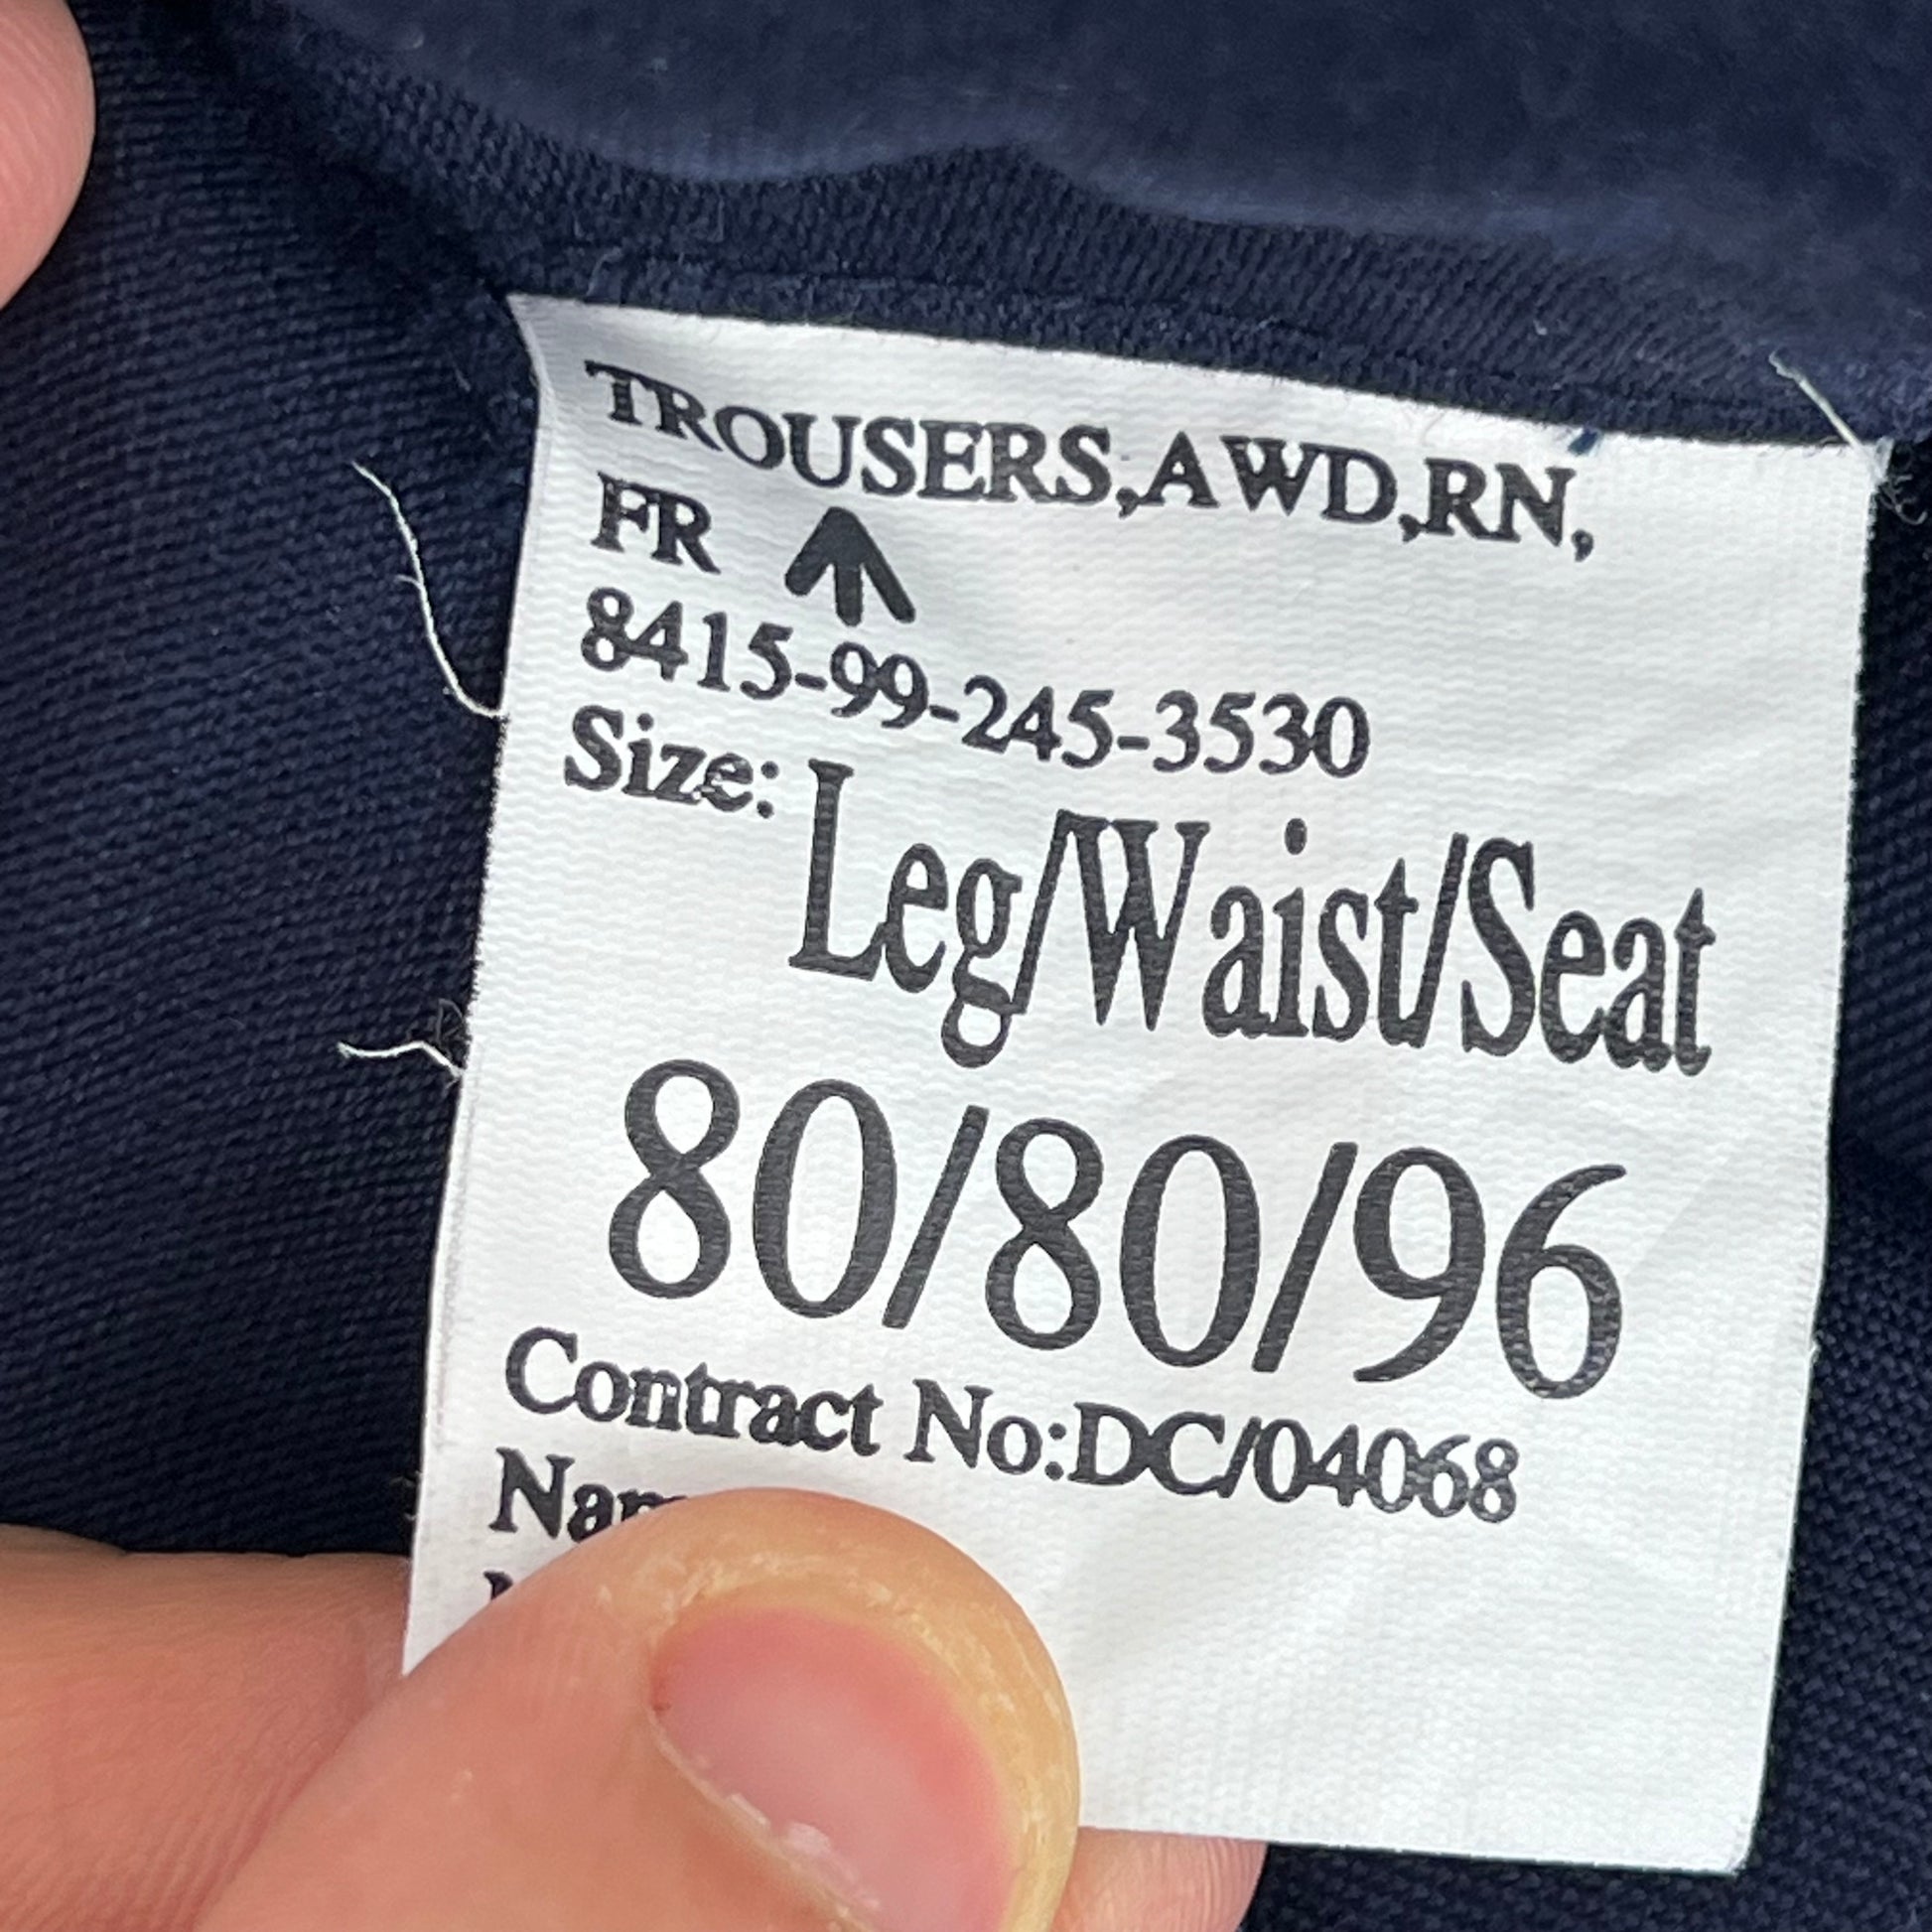 TROUSERS,AWD,RN,
FR
8415-99-245-3530
Size: Leg/Waist/Seat
80/80/96
Contract No:DC/04068